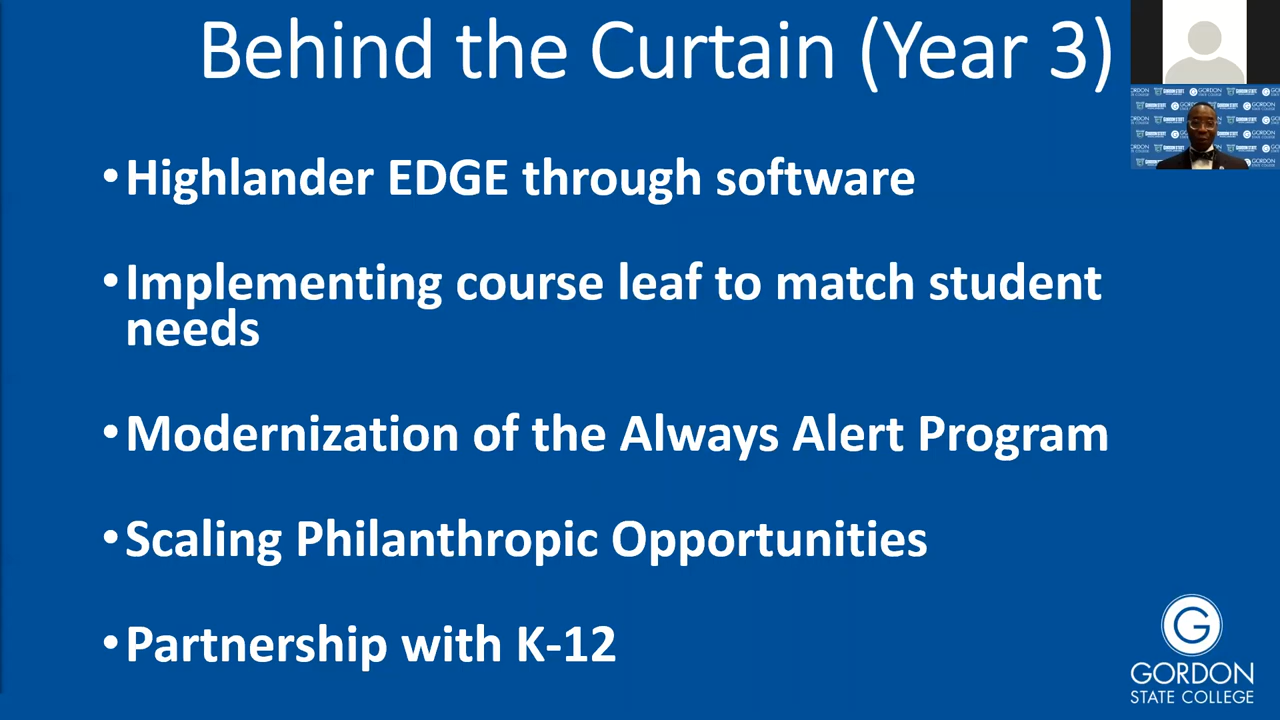 Behind the Curtain (Year 3)
•Highlander EDGE through software
•Implementing course leaf to match student
needs
•Modernization of the Always Alert Program
•Scaling Philanthropic Opportunities
•Partnership with K-12
G
GORDON
STATE COLLEGE